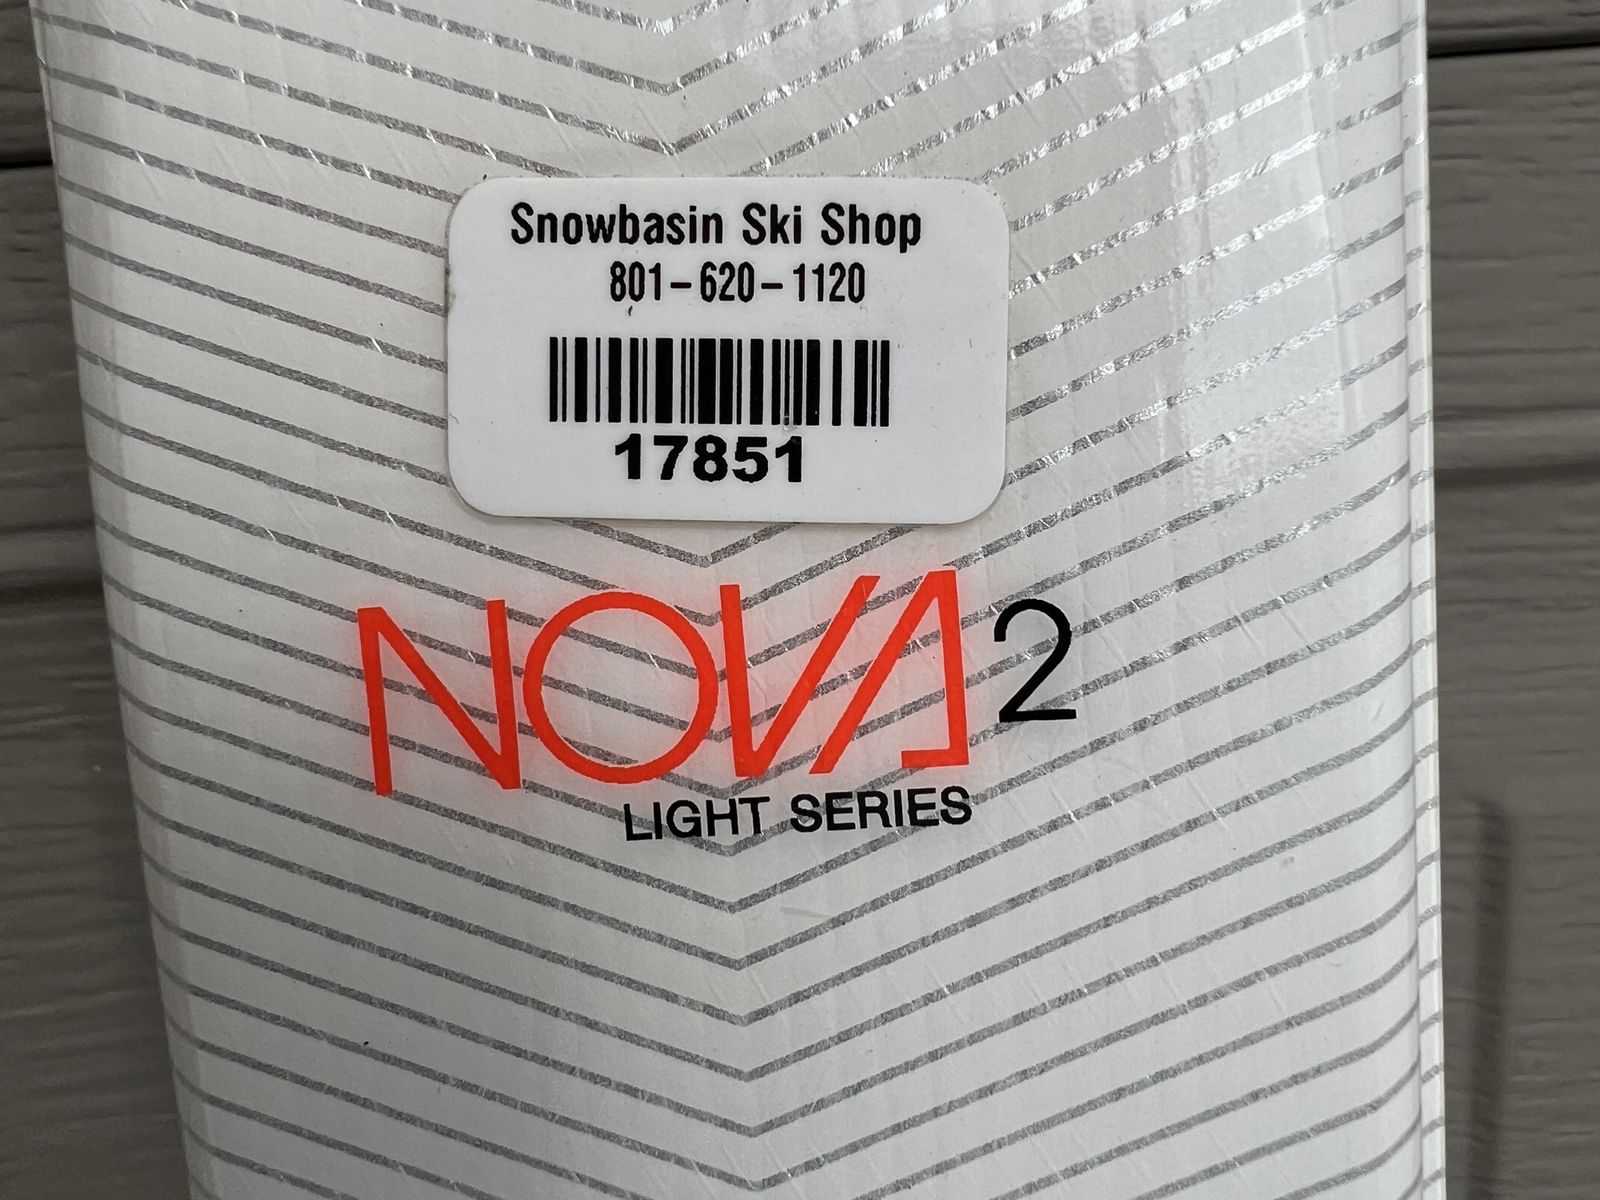 Snowbasin Ski Shop
801-620-1120
17851
NOVA2
LIGHT SERIES